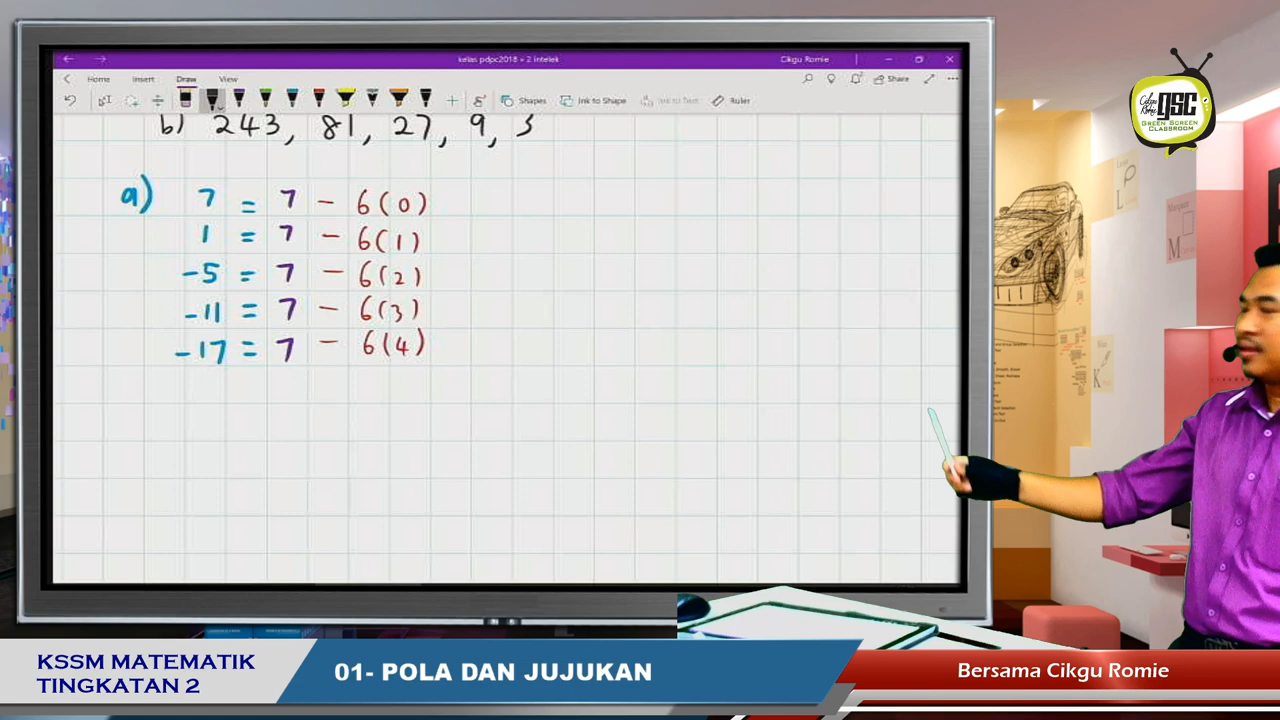 kelas pdpc2018 » 2 intelek
Cikgu Romie
Home Insert Draw View
Share
Shapes Ink to Shape Ink to Text Ruler
b) 243, 81, 27, 9, 3
a) 7 = 7 - 6(0)
1 = 7 - 6(1)
-5 = 7 - 6(2)
-11 = 7 - 6(3)
-17 = 7 - 6(4)
Cikgu Romie GSC
GREEN SCREEN
CLASSROOM
L
M
K
KSSM MATEMATIK
TINGKATAN 2
01- POLA DAN JUJUKAN
Bersama Cikgu Romie